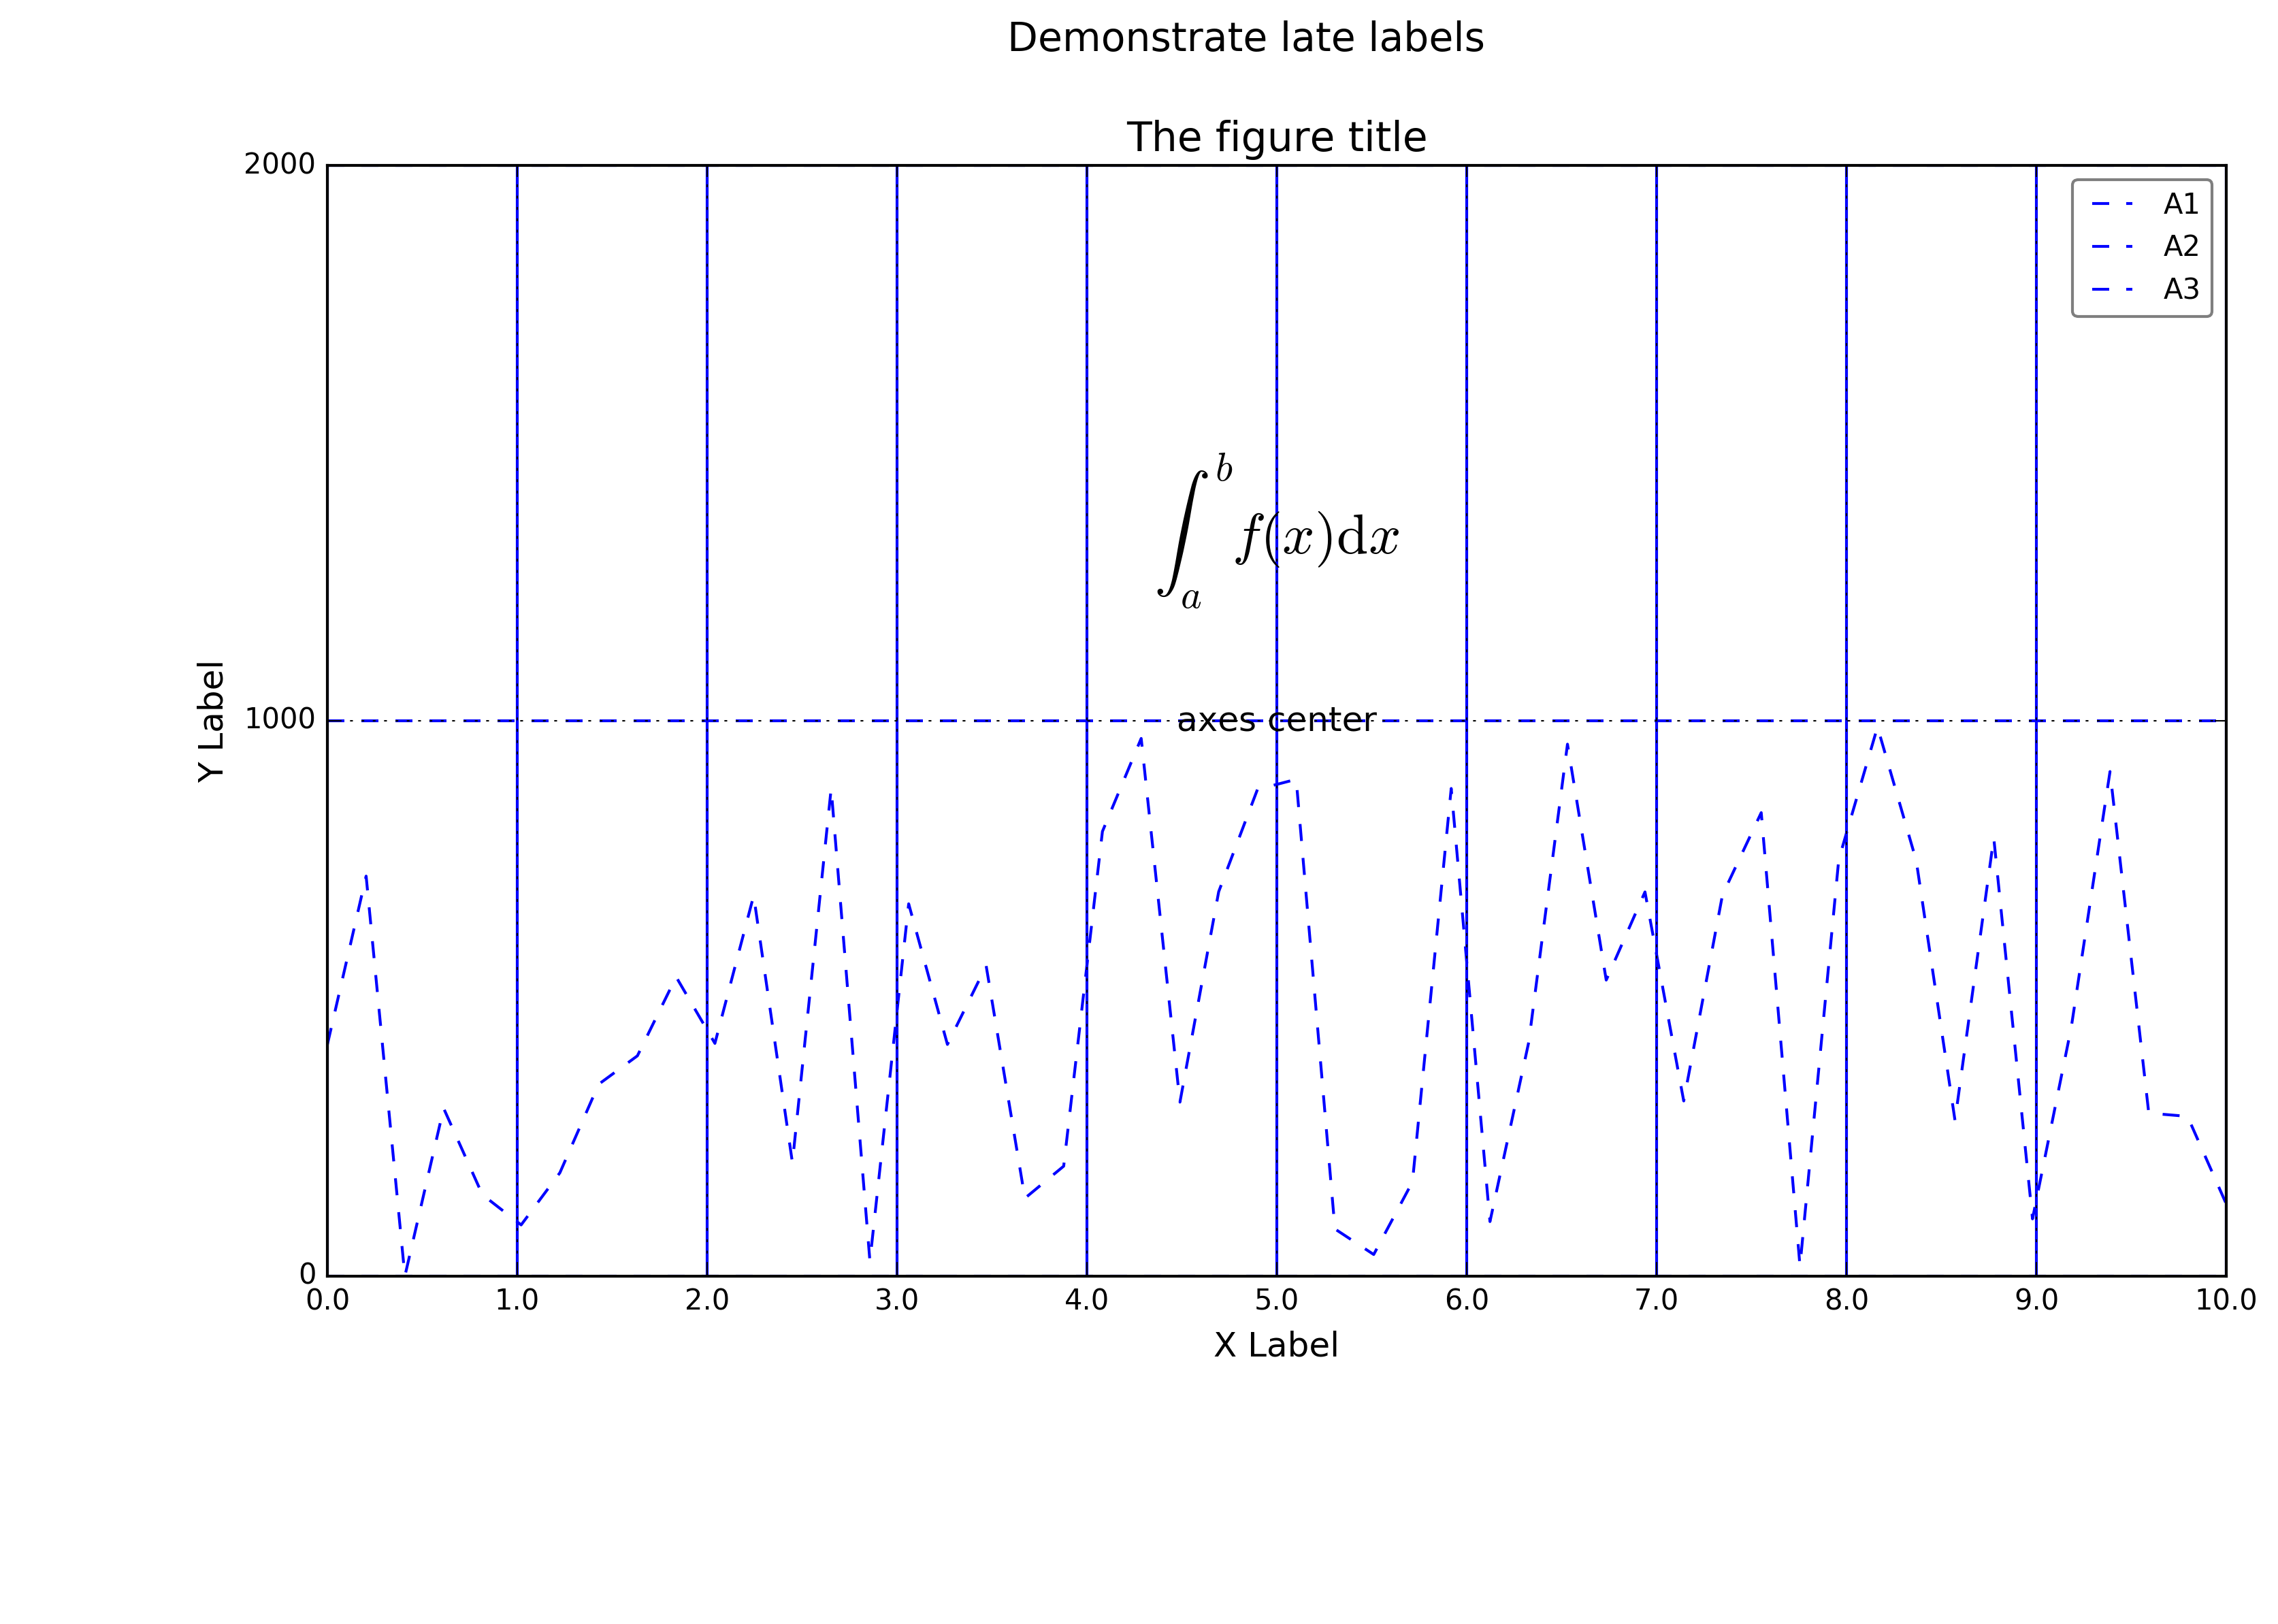 Demonstrate late labels
The figure title
2000
A1
A2
A3
∫_a^b f(x)dx
Y Label
1000
axes center
0
0.0 1.0 2.0 3.0 4.0 5.0 6.0 7.0 8.0 9.0 10.0
X Label